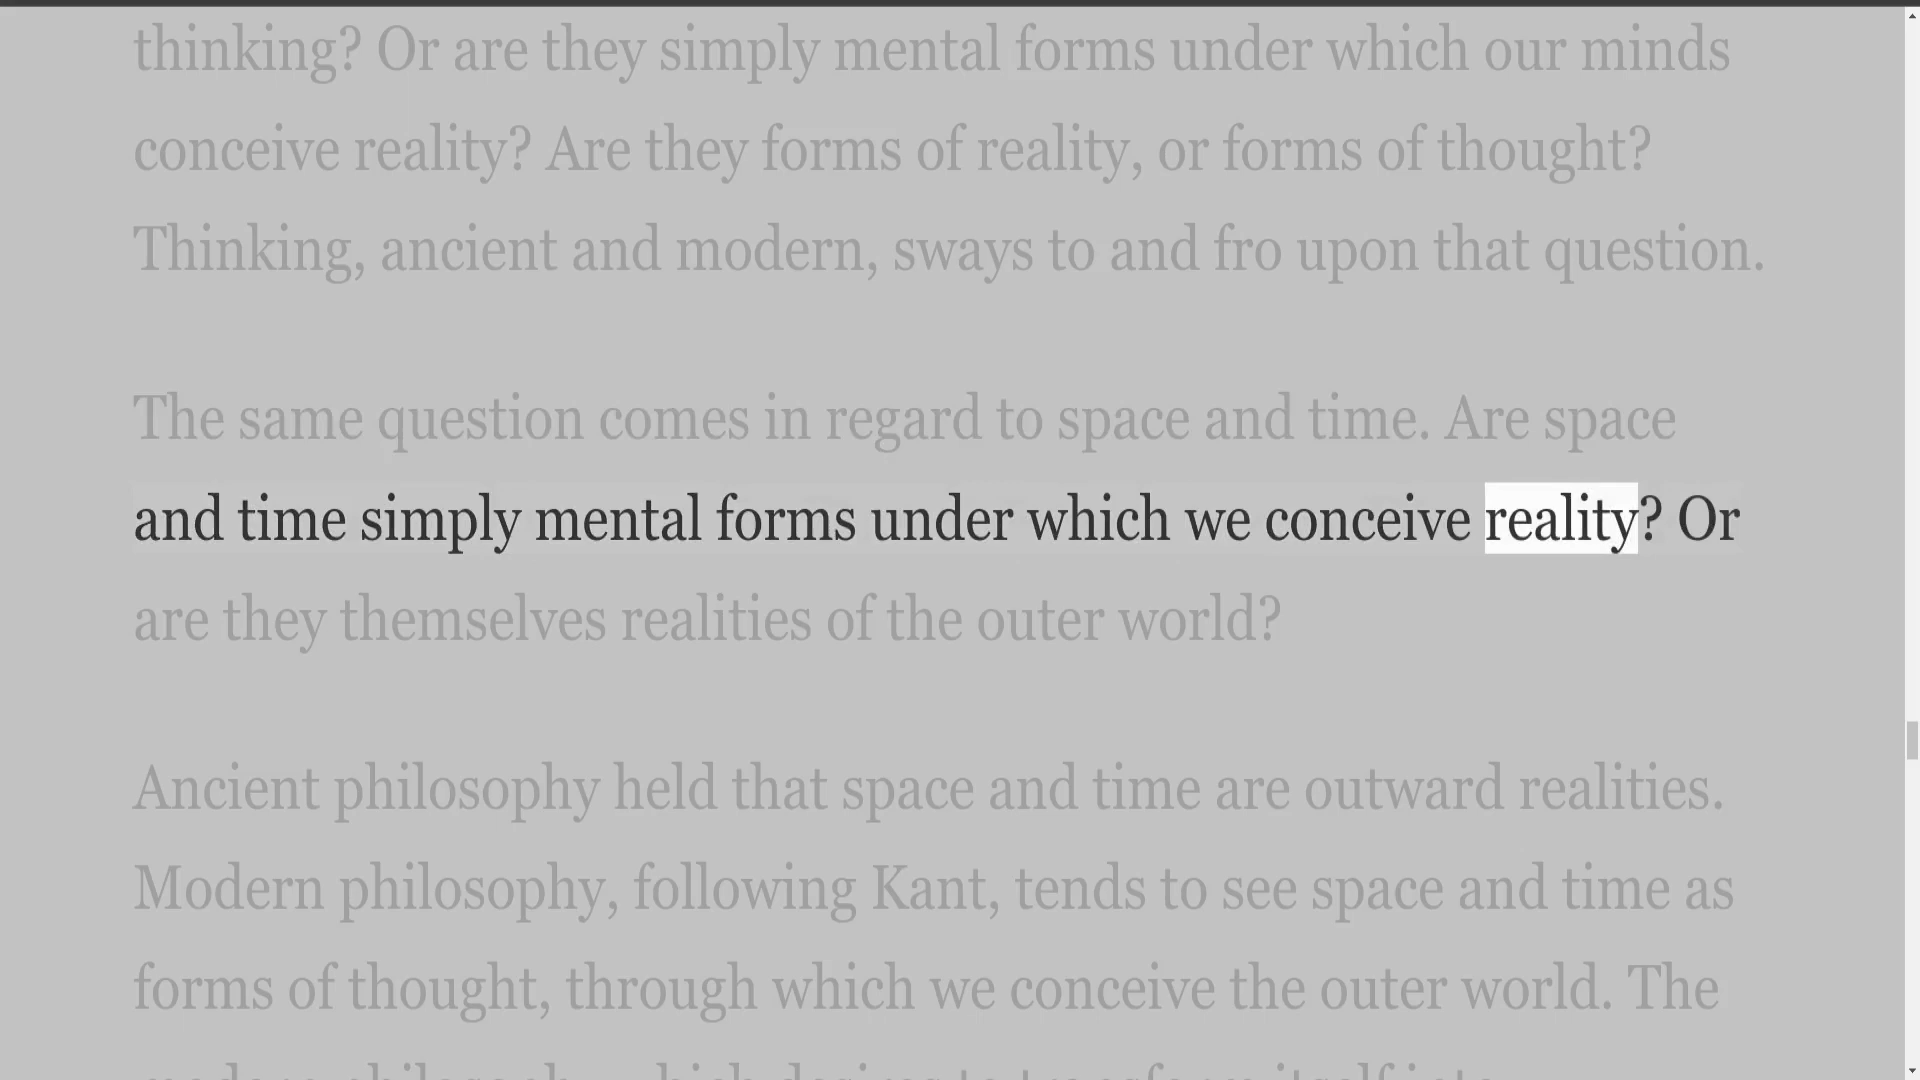 thinking? Or are they simply mental forms under which our minds
conceive reality? Are they forms of reality, or forms of thought?
Thinking, ancient and modern, sways to and fro upon that question.
The same question comes in regard to space and time. Are space
and time simply mental forms under which we conceive reality? Or
are they themselves realities of the outer world?
Ancient philosophy held that space and time are outward realities.
Modern philosophy, following Kant, tends to see space and time as
forms of thought, through which we conceive the outer world. The